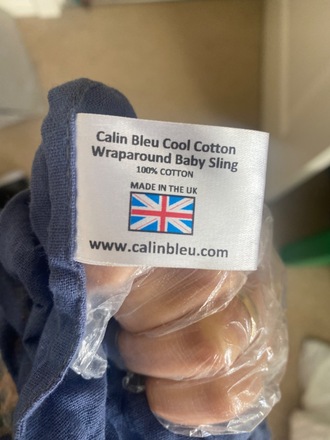 Calin Bleu Cool Cotton
Wraparound Baby Sling
100% COTTON
MADE IN THE UK
www.calinbleu.com